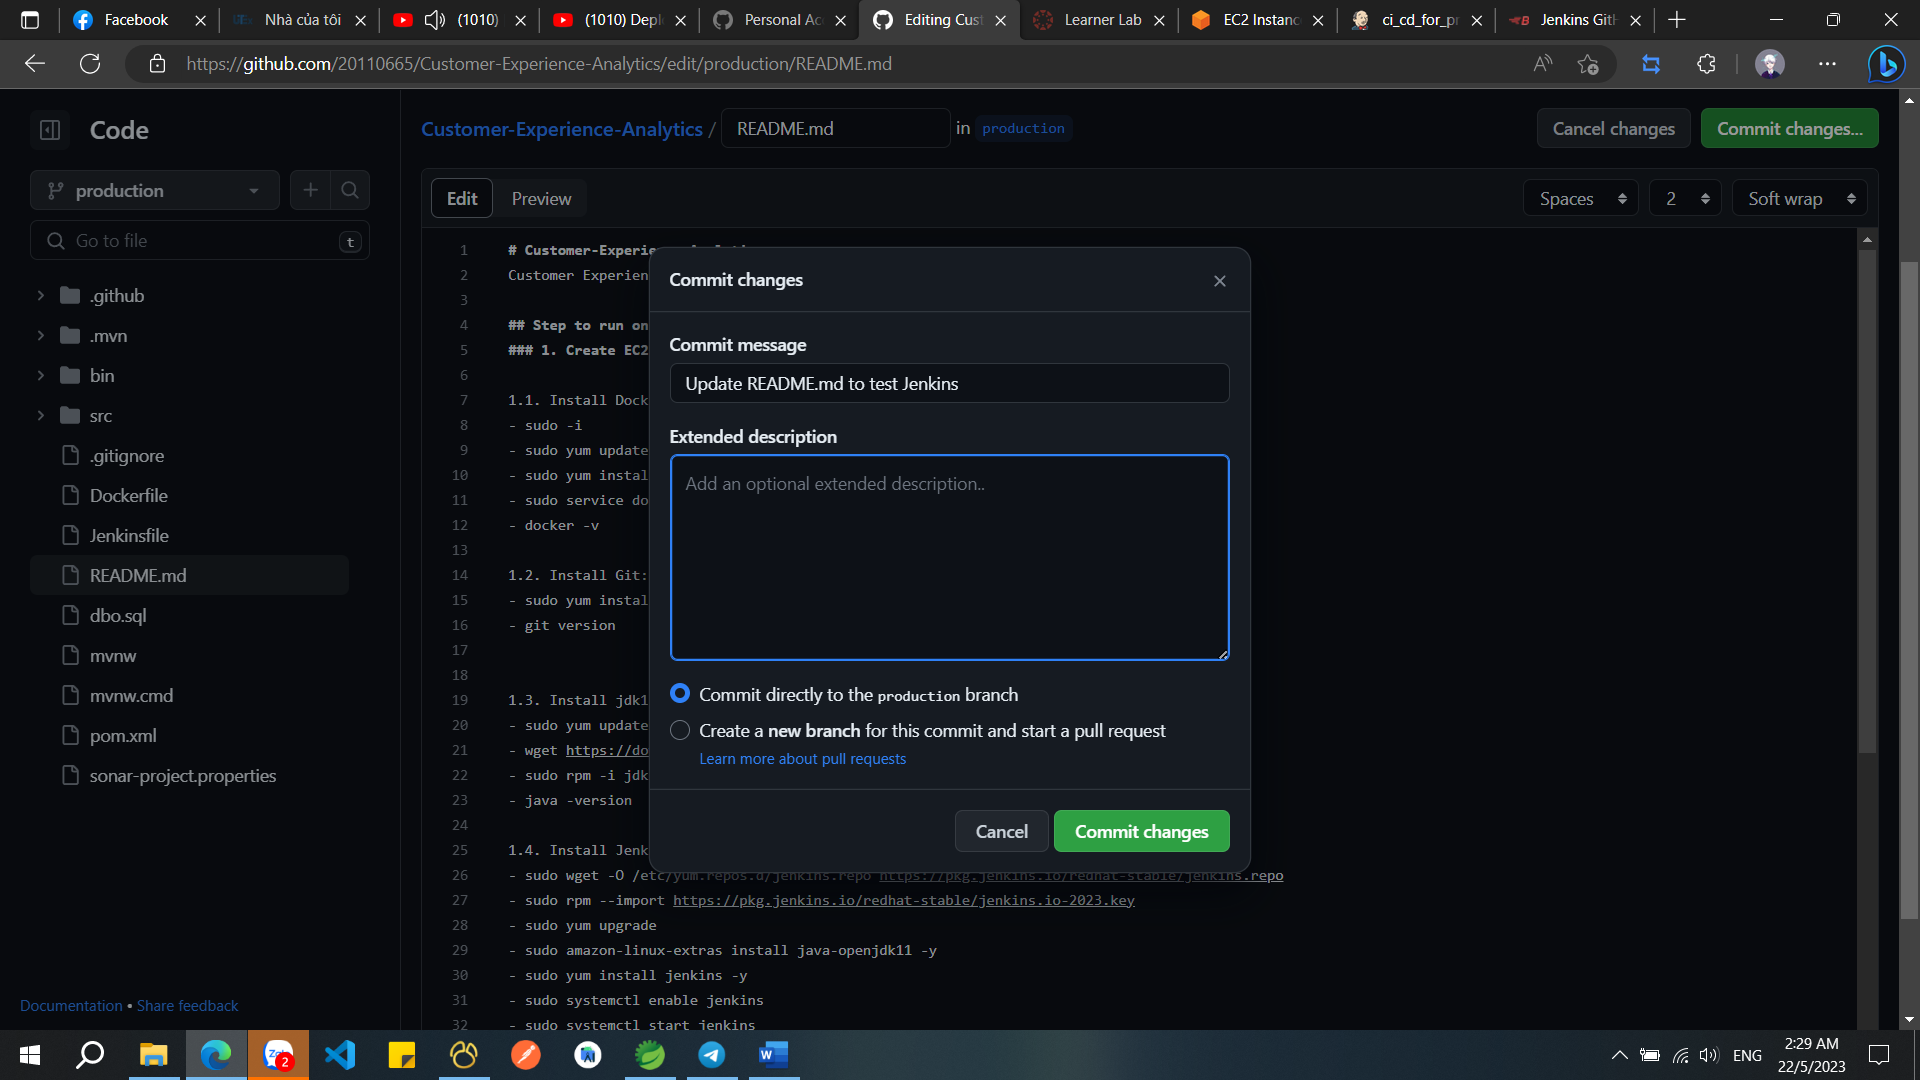 Facebook
Nhà của tôi
(1010)
(1010) Depl
Personal Acc
Editing Cust
Learner Lab
EC2 Instanc
ci_cd_for_pr
Jenkins GitH
https://github.com/20110665/Customer-Experience-Analytics/edit/production/README.md
Code
Customer-Experience-Analytics / README.md in production
Cancel changes
Commit changes...
production
Go to file
t
.github
.mvn
bin
src
.gitignore
Dockerfile
Jenkinsfile
README.md
dbo.sql
mvnw
mvnw.cmd
pom.xml
sonar-project.properties
Documentation • Share feedback
Edit
Preview
Spaces
2
Soft wrap
1 # Customer-Experie
2 Customer Experien
3
4 ## Step to run on
5 ### 1. Create EC2
6
7 1.1. Install Dock
8 - sudo -i
9 - sudo yum update
10 - sudo yum instal
11 - sudo service do
12 - docker -v
13
14 1.2. Install Git:
15 - sudo yum instal
16 - git version
17
18
19 1.3. Install jdk1
20 - sudo yum update
21 - wget https://do
22 - sudo rpm -i jdk
23 - java -version
24
25 1.4. Install Jenk
26 - sudo wget -O /etc/yum.repos.d/jenkins.repo https://pkg.jenkins.io/redhat-stable/jenkins.repo
27 - sudo rpm --import https://pkg.jenkins.io/redhat-stable/jenkins.io-2023.key
28 - sudo yum upgrade
29 - sudo amazon-linux-extras install java-openjdk11 -y
30 - sudo yum install jenkins -y
31 - sudo systemctl enable jenkins
32 - sudo systemctl start jenkins
Commit changes
Commit message
Update README.md to test Jenkins
Extended description
Add an optional extended description..
Commit directly to the production branch
Create a new branch for this commit and start a pull request
Learn more about pull requests
Cancel
Commit changes
2
ENG
2:29 AM
22/5/2023